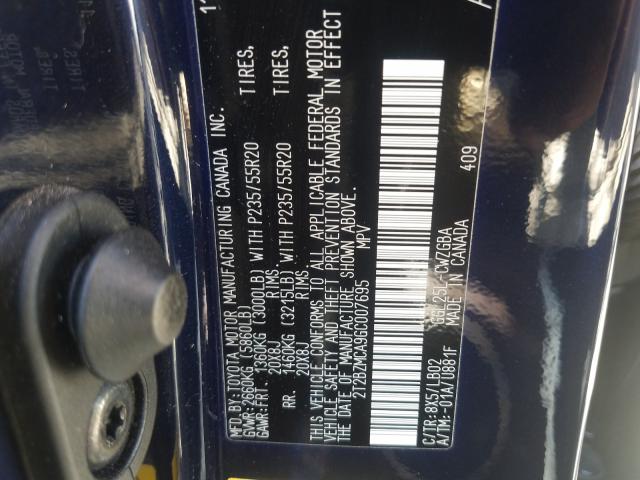 11
A
MFD.BY:TOYOTA MOTOR MANUFACTURING CANADA INC.
GVWR:2660KG(5860LB)
GAWR:FRT 1360KG (3000LB) WITH P235/55R20 TIRES,
20X8J RIMS
RR. 1460KG (3215LB) WITH P235/55R20 TIRES,
20X8J RIMS
THIS VEHICLE CONFORMS TO ALL APPLICABLE FEDERAL MOTOR
VEHICLE SAFETY AND THEFT PREVENTION STANDARDS IN EFFECT
ON THE DATE OF MANUFACTURE SHOWN ABOVE.
2T2BZMCA9GC007695 MPV
409
C/TR:8X5/LB02 GGL25L-CWZGBA
A/TM:-01A/U881F MADE IN CANADA